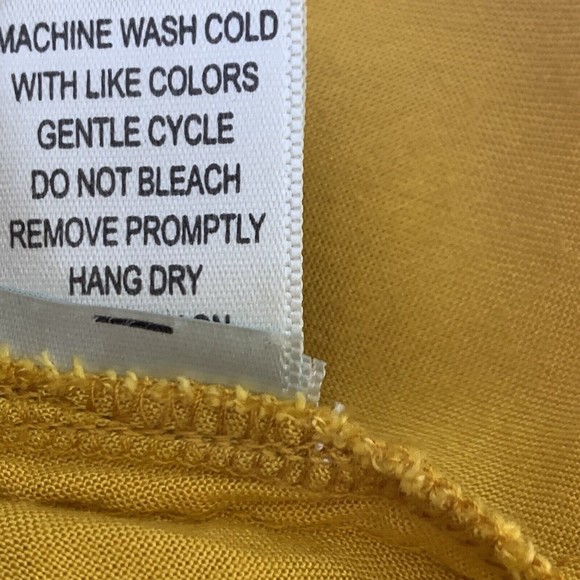 MACHINE WASH COLD
WITH LIKE COLORS
GENTLE CYCLE
DO NOT BLEACH
REMOVE PROMPTLY
HANG DRY